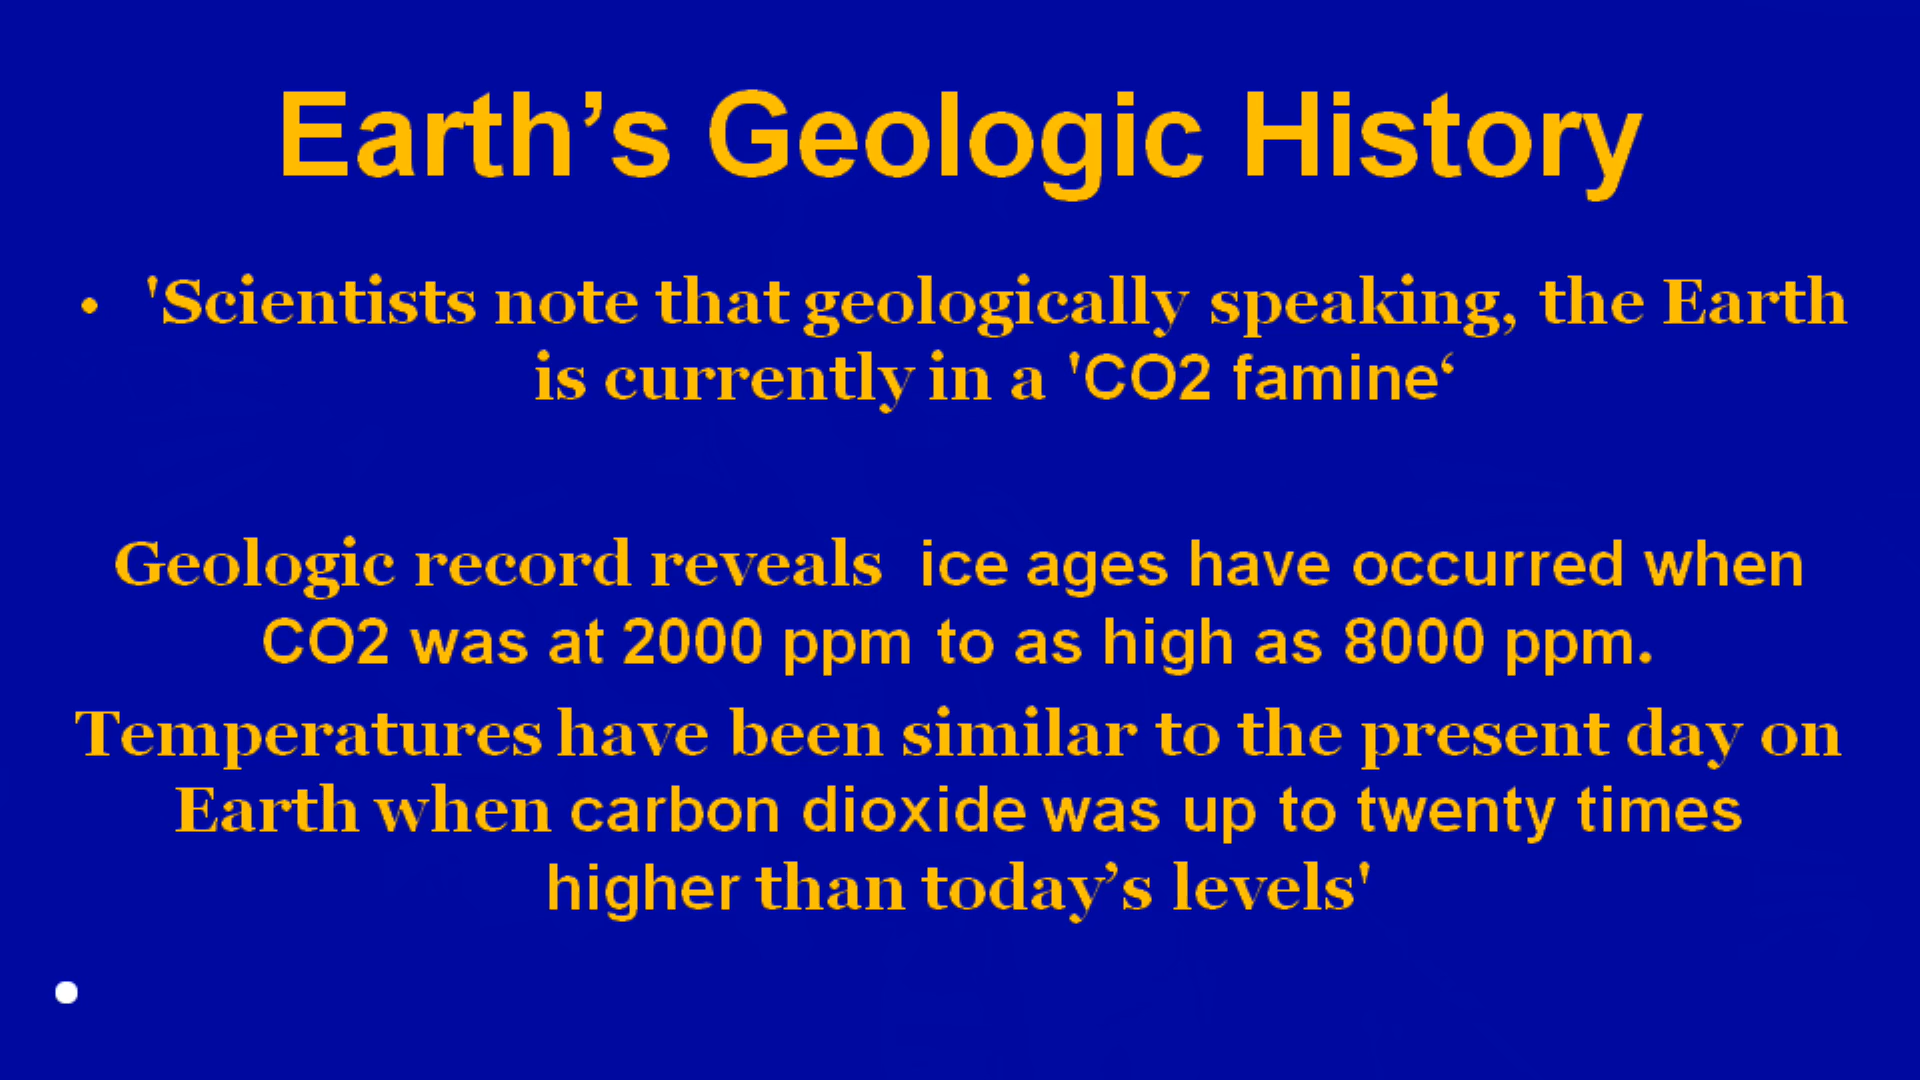 Earth’s Geologic History
• 'Scientists note that geologically speaking, the Earth
is currently in a 'CO2 famine‘
Geologic record reveals  ice ages have occurred when
CO2 was at 2000 ppm to as high as 8000 ppm.
Temperatures have been similar to the present day on
Earth when carbon dioxide was up to twenty times
higher than today’s levels'
•